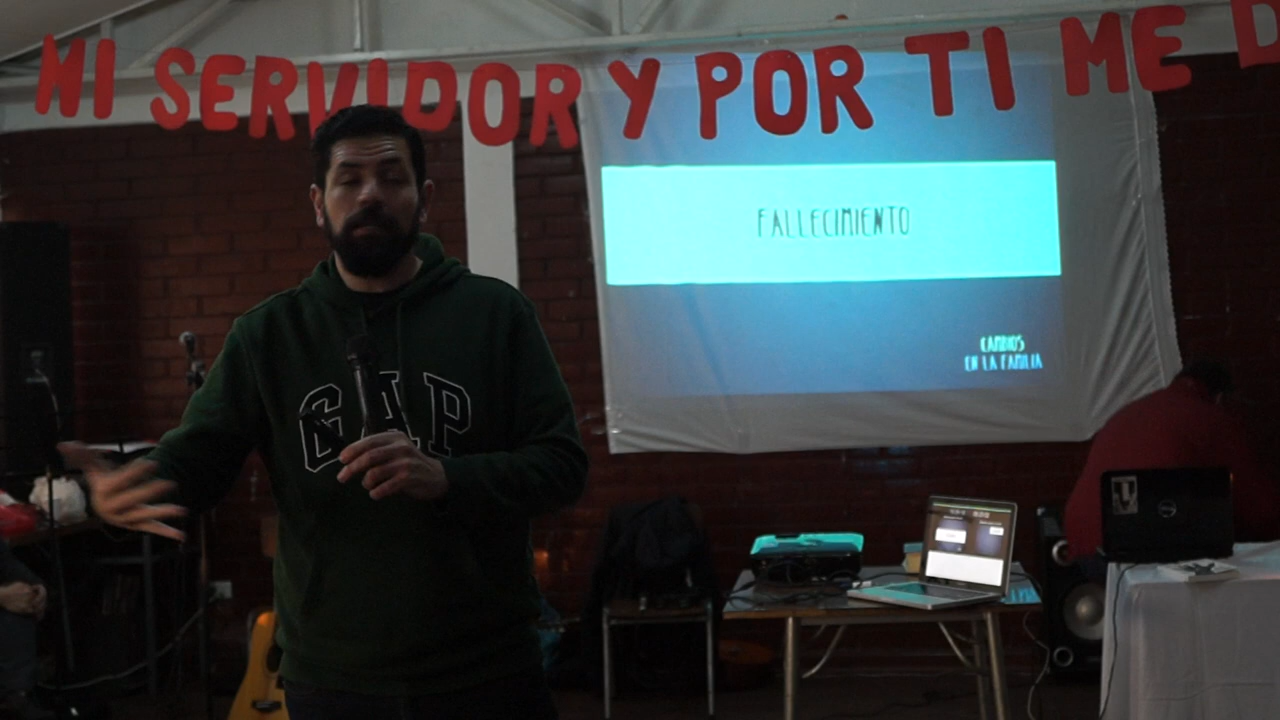 MI SERVIDOR Y POR TI ME D
FALLECIMIENTO
CAMBIOS
EN LA FAMILIA
GAP